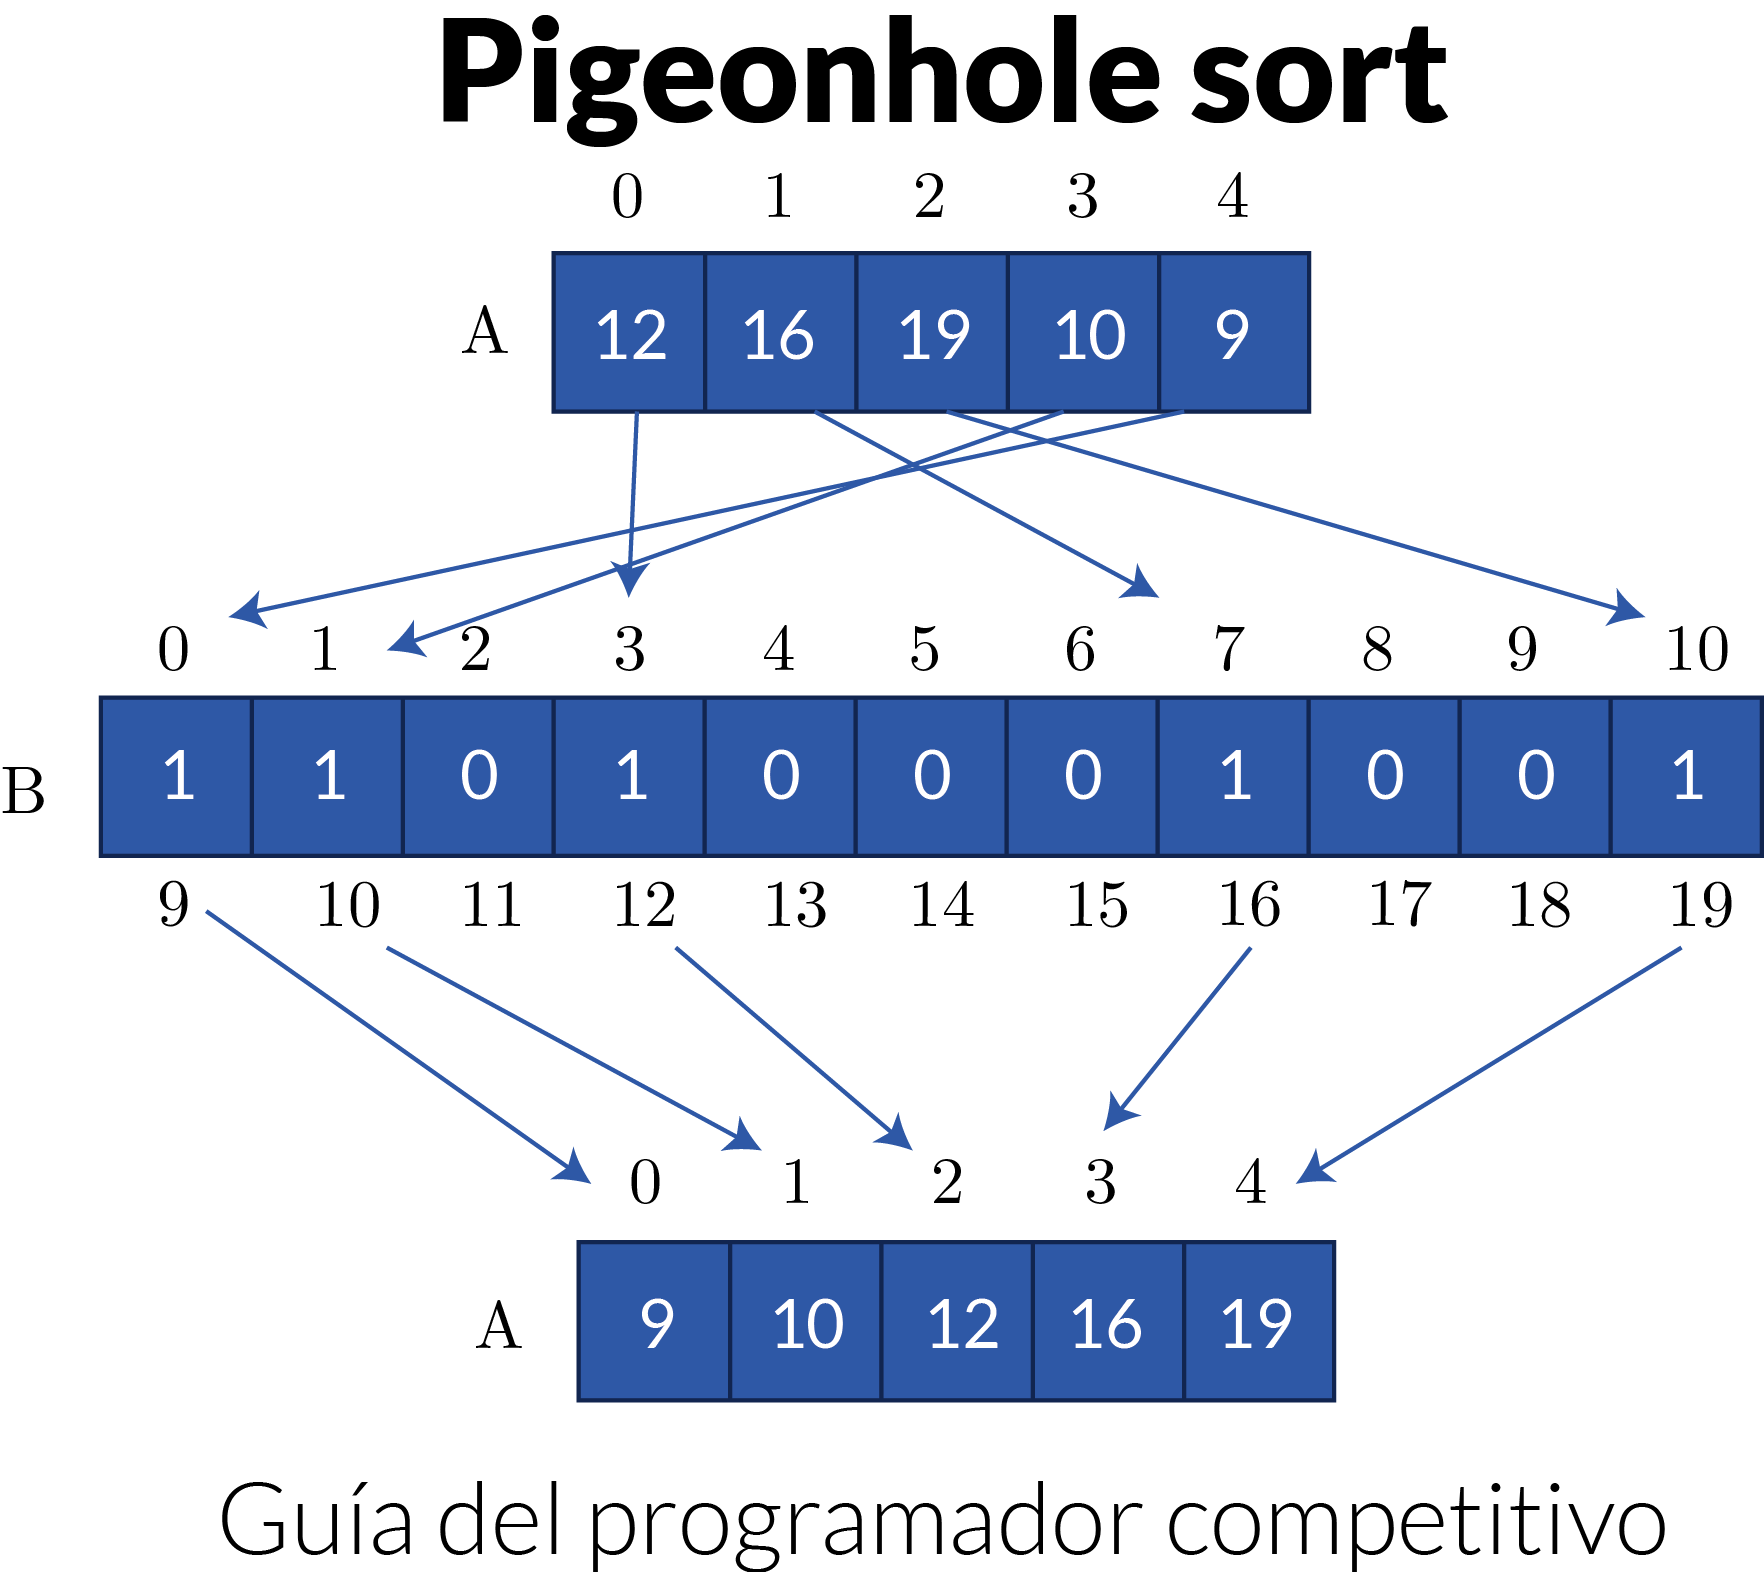 Pigeonhole sort
0 1 2 3 4
A 12 16 19 10 9
0 1 2 3 4 5 6 7 8 9 10
B 1 1 0 1 0 0 0 1 0 0 1
9 10 11 12 13 14 15 16 17 18 19
0 1 2 3 4
A 9 10 12 16 19
Guía del programador competitivo